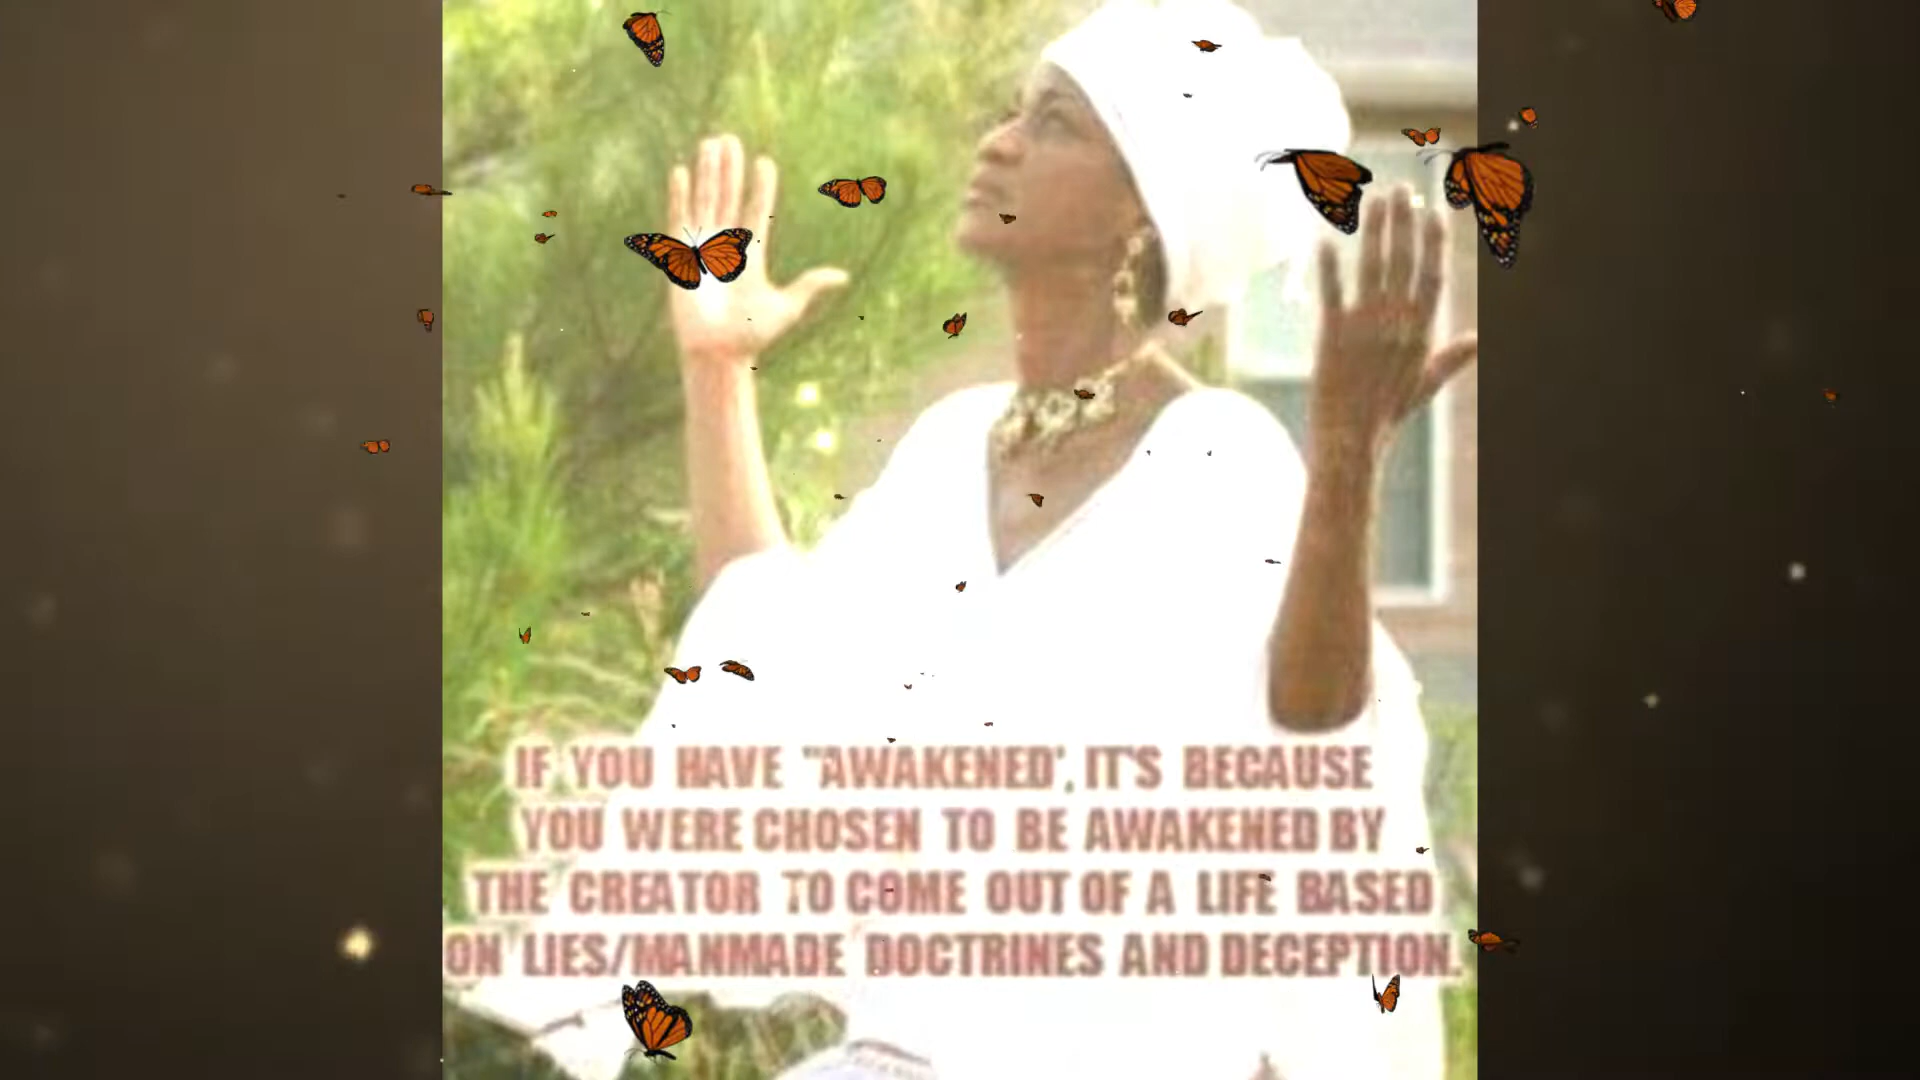 IF YOU HAVE "AWAKENED', IT'S BECAUSE
YOU WERE CHOSEN TO BE AWAKENED BY
THE CREATOR TO COME OUT OF A LIFE BASED
ON LIES/MANMADE DOCTRINES AND DECEPTION.